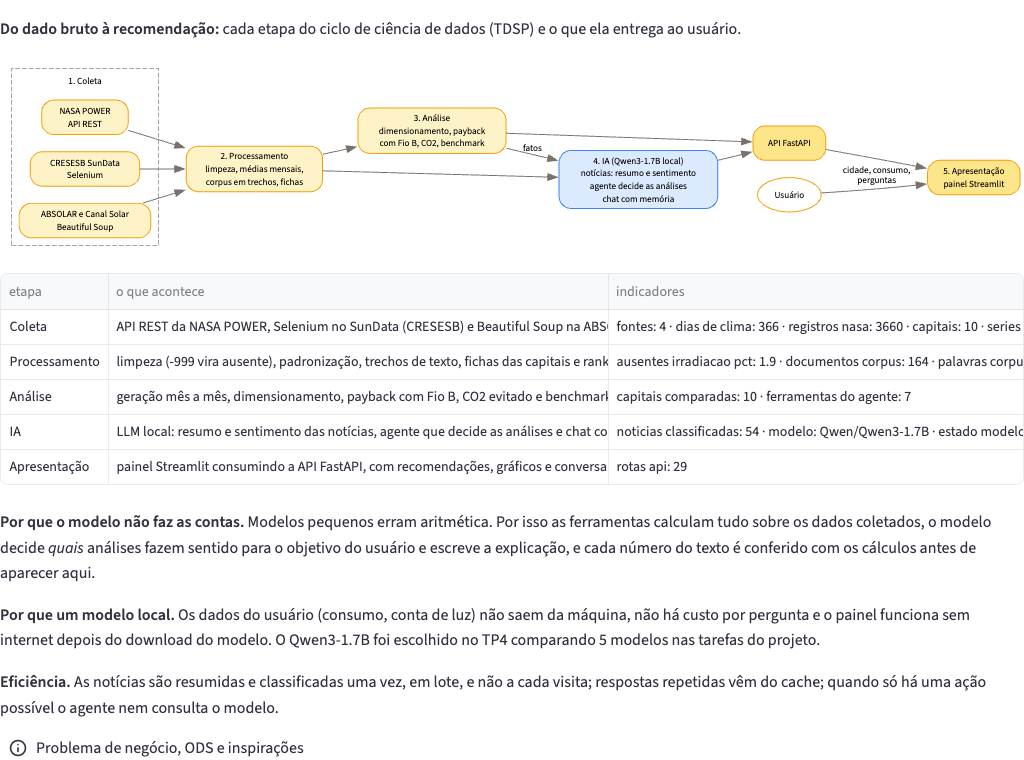 Do dado bruto à recomendação: cada etapa do ciclo de ciência de dados (TDSP) e o que ela entrega ao usuário.
1. Coleta
NASA POWER
API REST
CRESESB SunData
Selenium
ABSOLAR e Canal Solar
Beautiful Soup
2. Processamento
limpeza, médias mensais,
corpus em trechos, fichas
3. Análise
dimensionamento, payback
com Fio B, CO2, benchmark
fatos
4. IA (Qwen3-1.7B local)
notícias: resumo e sentimento
agente decide as análises
chat com memória
API FastAPI
Usuário
cidade, consumo,
perguntas
5. Apresentação
painel Streamlit
etapa o que acontece indicadores
Coleta API REST da NASA POWER, Selenium no SunData (CRESESB) e Beautiful Soup na ABSO fontes: 4 · dias de clima: 366 · registros nasa: 3660 · capitais: 10 · series
Processamento limpeza (-999 vira ausente), padronização, trechos de texto, fichas das capitais e rank ausentes irradiacao pct: 1.9 · documentos corpus: 164 · palavras corpu
Análise geração mês a mês, dimensionamento, payback com Fio B, CO2 evitado e benchmark capitais comparadas: 10 · ferramentas do agente: 7
IA LLM local: resumo e sentimento das notícias, agente que decide as análises e chat co noticias classificadas: 54 · modelo: Qwen/Qwen3-1.7B · estado modelo
Apresentação painel Streamlit consumindo a API FastAPI, com recomendações, gráficos e conversa rotas api: 29
Por que o modelo não faz as contas. Modelos pequenos erram aritmética. Por isso as ferramentas calculam tudo sobre os dados coletados, o modelo
decide quais análises fazem sentido para o objetivo do usuário e escreve a explicação, e cada número do texto é conferido com os cálculos antes de
aparecer aqui.
Por que um modelo local. Os dados do usuário (consumo, conta de luz) não saem da máquina, não há custo por pergunta e o painel funciona sem
internet depois do download do modelo. O Qwen3-1.7B foi escolhido no TP4 comparando 5 modelos nas tarefas do projeto.
Eficiência. As notícias são resumidas e classificadas uma vez, em lote, e não a cada visita; respostas repetidas vêm do cache; quando só há uma ação
possível o agente nem consulta o modelo.
Problema de negócio, ODS e inspirações